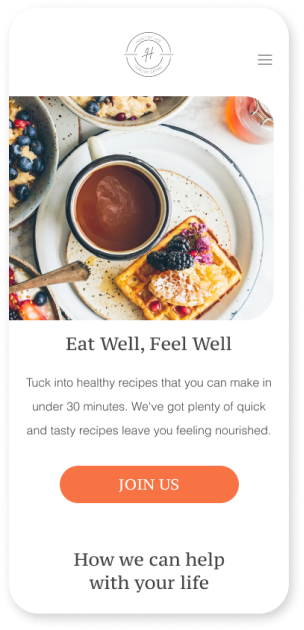 H
Eat Well, Feel Well
Tuck into healthy recipes that you can make in
under 30 minutes. We've got plenty of quick
and tasty recipes leave you feeling nourished.
JOIN US
How we can help
with your life